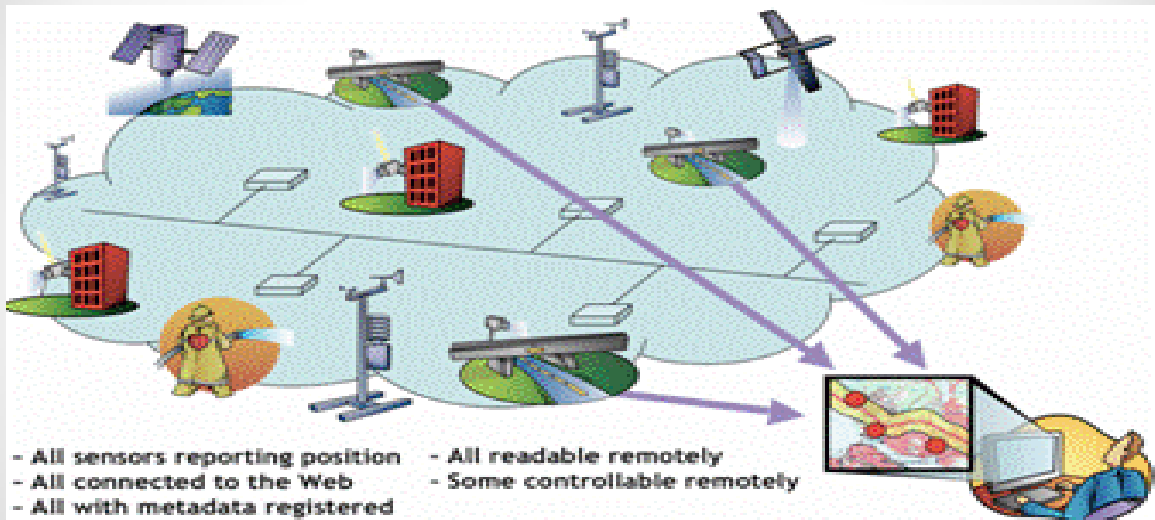 - All sensors reporting position
- All connected to the Web
- All with metadata registered
- All readable remotely
- Some controllable remotely